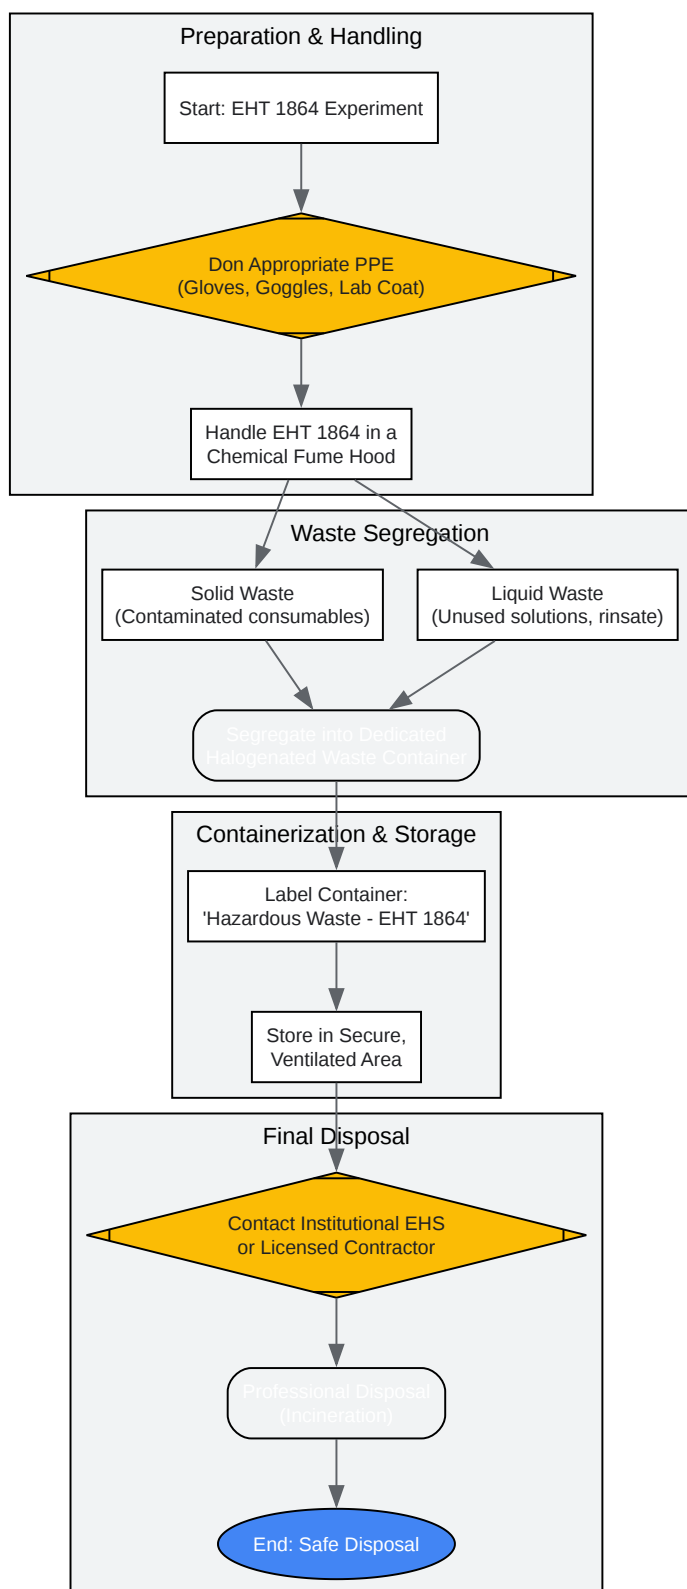 Preparation & Handling
Start: EHT 1864 Experiment
Don Appropriate PPE
(Gloves, Goggles, Lab Coat)
Handle EHT 1864 in a
Chemical Fume Hood
Waste Segregation
Solid Waste
(Contaminated consumables)
Liquid Waste
(Unused solutions, rinsate)
Segregate into Dedicated
Halogenated Waste Container
Containerization & Storage
Label Container:
'Hazardous Waste - EHT 1864'
Store in Secure,
Ventilated Area
Final Disposal
Contact Institutional EHS
or Licensed Contractor
Professional Disposal
(Incineration)
End: Safe Disposal